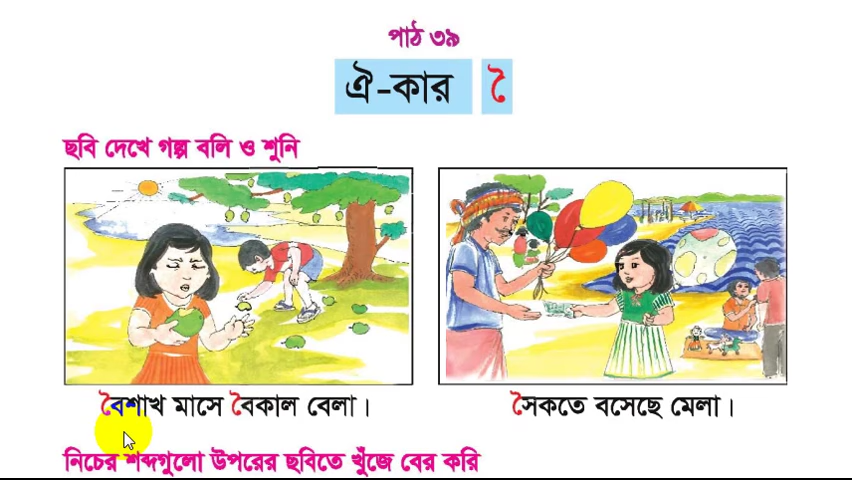 পাঠ ৩৯
ঐ-কার ৈ
ছবি দেখে গল্প বলি ও শুনি
বৈশাখ মাসে বৈকাল বেলা।
সৈকতে বসেছে মেলা।
নিচের শব্দগুলো উপরের ছবিতে খুঁজে বের করি